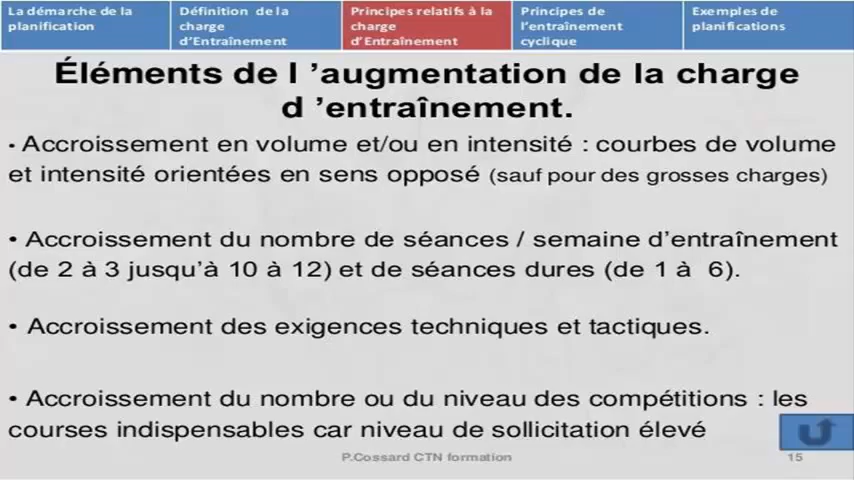 La démarche de la
planification
Définition de la
charge
d'Entraînement
Principes relatifs à la
charge
d'Entraînement
Principes de
l'entraînement
cyclique
Exemples de
planifications
Éléments de l ’augmentation de la charge
d ’entraînement.
• Accroissement en volume et/ou en intensité : courbes de volume
et intensité orientées en sens opposé (sauf pour des grosses charges)
• Accroissement du nombre de séances / semaine d’entraînement
(de 2 à 3 jusqu’à 10 à 12) et de séances dures (de 1 à 6).
• Accroissement des exigences techniques et tactiques.
• Accroissement du nombre ou du niveau des compétitions : les
courses indispensables car niveau de sollicitation élevé
P.Cossard CTN formation
15